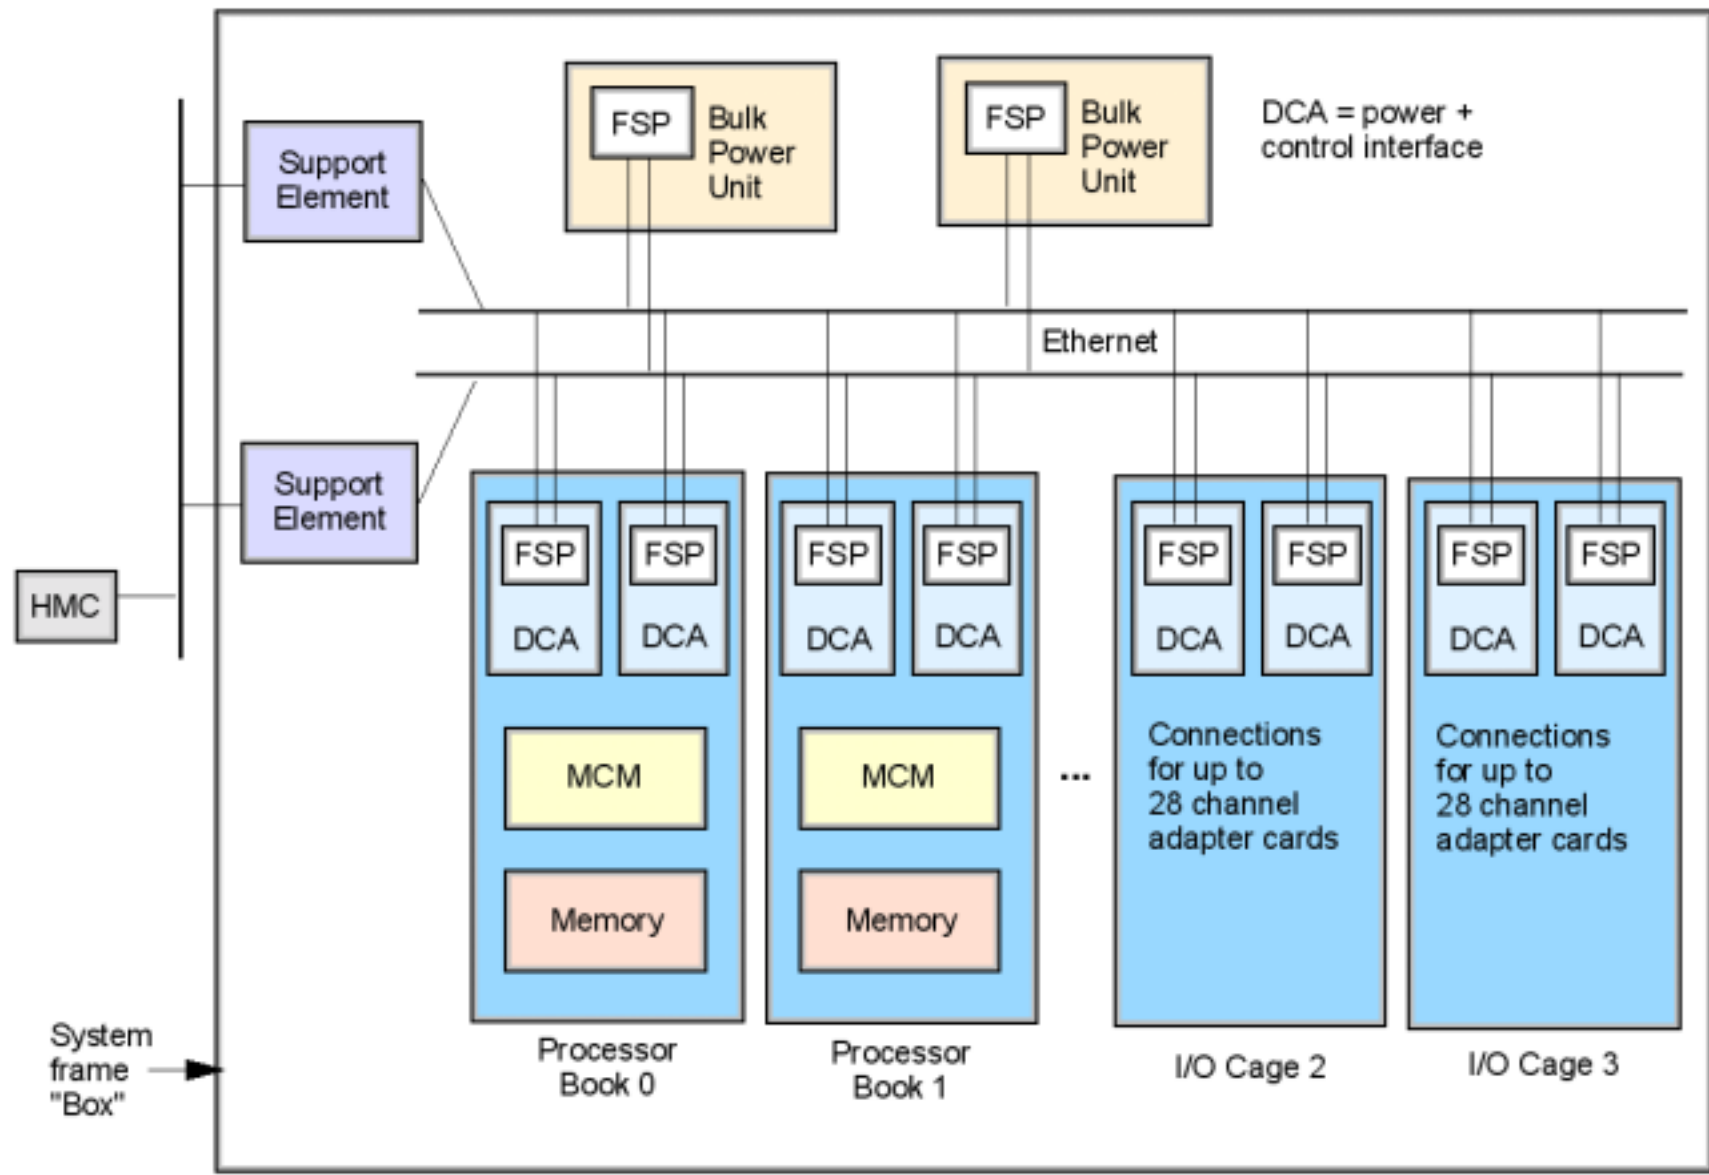 FSP
Bulk
Power
Unit
FSP
Bulk
Power
Unit
DCA = power +
control interface
Support
Element
Ethernet
Support
Element
HMC
FSP
DCA
FSP
DCA
FSP
DCA
FSP
DCA
FSP
DCA
FSP
DCA
FSP
DCA
FSP
DCA
MCM
Memory
MCM
Memory
...
Connections
for up to
28 channel
adapter cards
Connections
for up to
28 channel
adapter cards
System
frame
"Box"
Processor
Book 0
Processor
Book 1
I/O Cage 2
I/O Cage 3